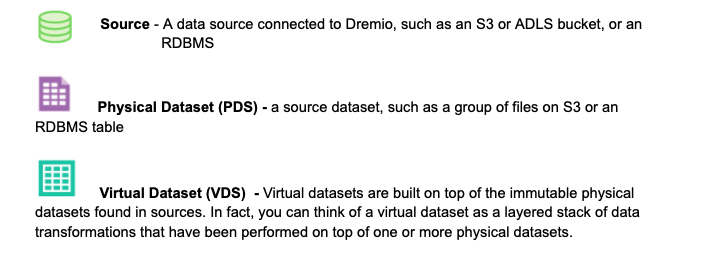 Source - A data source connected to Dremio, such as an S3 or ADLS bucket, or an
RDBMS
Physical Dataset (PDS) - a source dataset, such as a group of files on S3 or an
RDBMS table
Virtual Dataset (VDS) - Virtual datasets are built on top of the immutable physical
datasets found in sources. In fact, you can think of a virtual dataset as a layered stack of data
transformations that have been performed on top of one or more physical datasets.